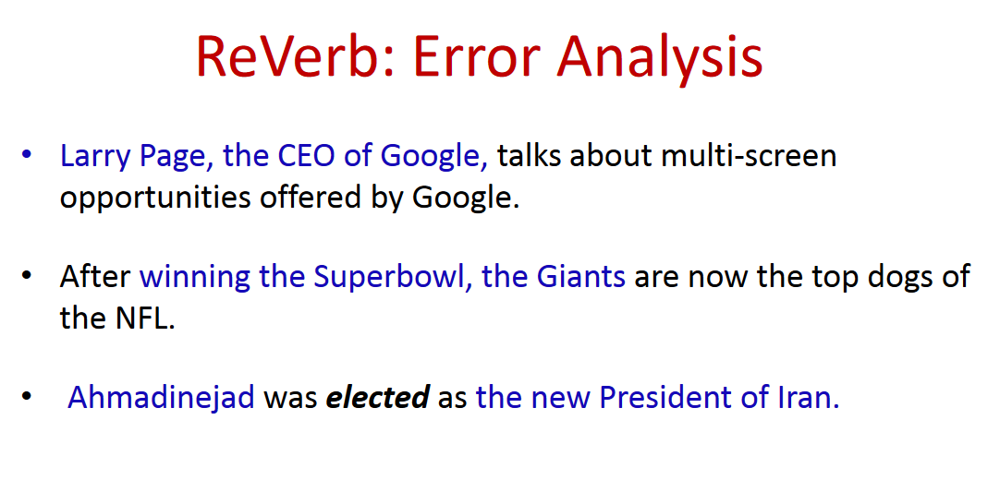 ReVerb: Error Analysis
• Larry Page, the CEO of Google, talks about multi-screen
opportunities offered by Google.
• After winning the Superbowl, the Giants are now the top dogs of
the NFL.
• Ahmadinejad was elected as the new President of Iran.